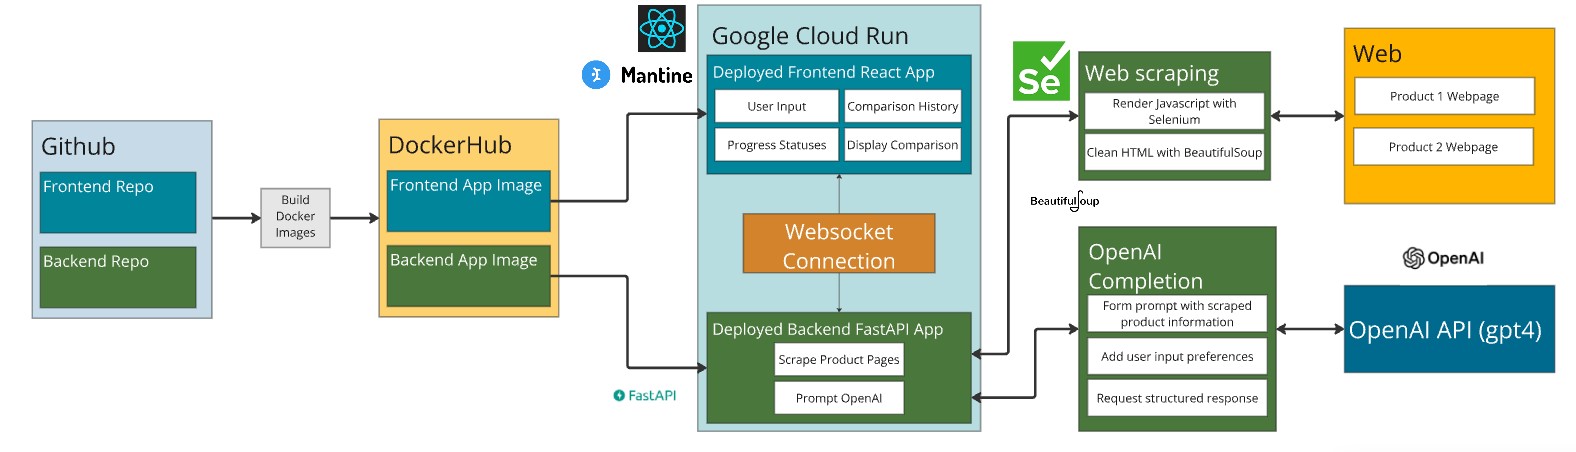 Github
Frontend Repo
Backend Repo
Build
Docker
Images
DockerHub
Frontend App Image
Backend App Image
Mantine
FastAPI
Google Cloud Run
Deployed Frontend React App
User Input
Comparison History
Progress Statuses
Display Comparison
Websocket
Connection
Deployed Backend FastAPI App
Scrape Product Pages
Prompt OpenAI
Se
Web scraping
Render Javascript with
Selenium
Clean HTML with BeautifulSoup
BeautifulSoup
OpenAI
Completion
Form prompt with scraped
product information
Add user input preferences
Request structured response
Web
Product 1 Webpage
Product 2 Webpage
OpenAI
OpenAI API (gpt4)